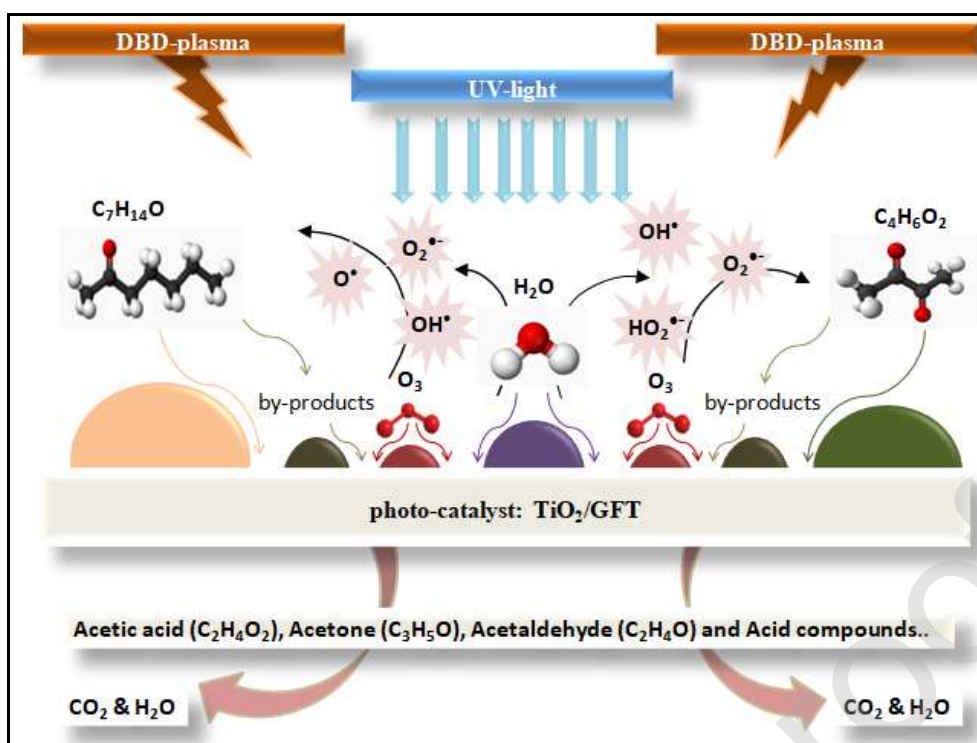 DBD-plasma
DBD-plasma
UV-light
C₇H₁₄O
O₂•⁻
OH•
C₄H₆O₂
O•
O₂•⁻
H₂O
OH•
HO₂•⁻
O₃
O₃
by-products
by-products
photo-catalyst: TiO₂/GFT
Acetic acid (C₂H₄O₂), Acetone (C₃H₅O), Acetaldehyde (C₂H₄O) and Acid compounds..
CO₂ & H₂O
CO₂ & H₂O